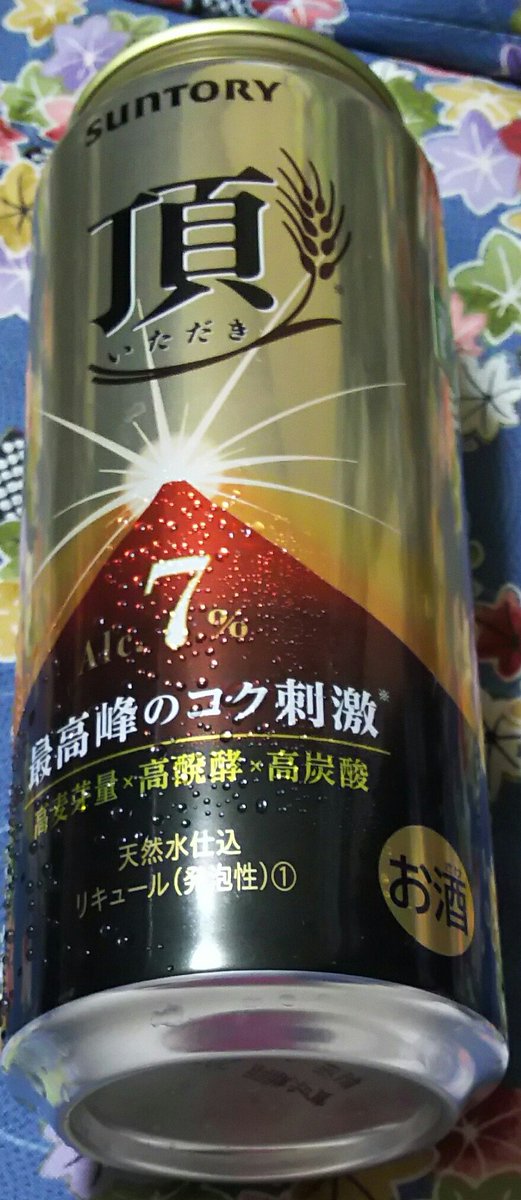 SUNTORY
頂
いただき
Alc. 7%
最高峰のコク刺激※
高麦芽量×高醗酵×高炭酸
天然水仕込
リキュール(発泡性)①
お酒